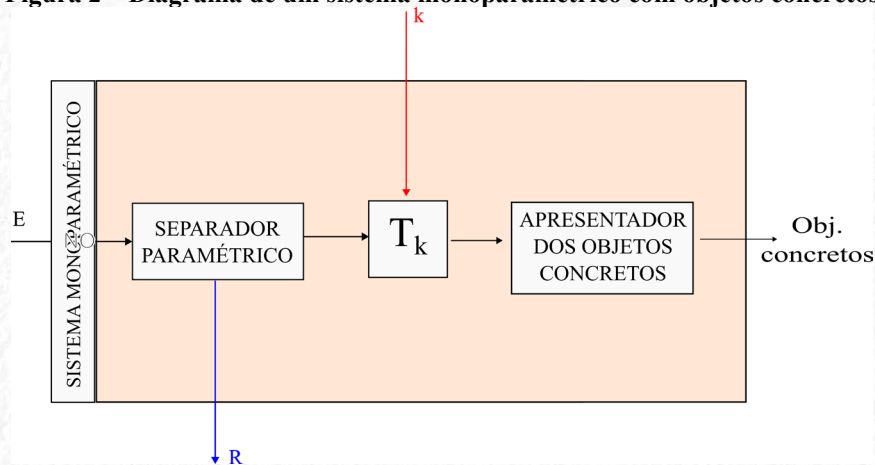 Figura 2 – Diagrama de um sistema monoparamétrico com objetos concretos
k
SISTEMA MONOPARAMÉTRICO
E
SEPARADOR
PARAMÉTRICO
Tk
APRESENTADOR
DOS OBJETOS
CONCRETOS
Obj.
concretos
R